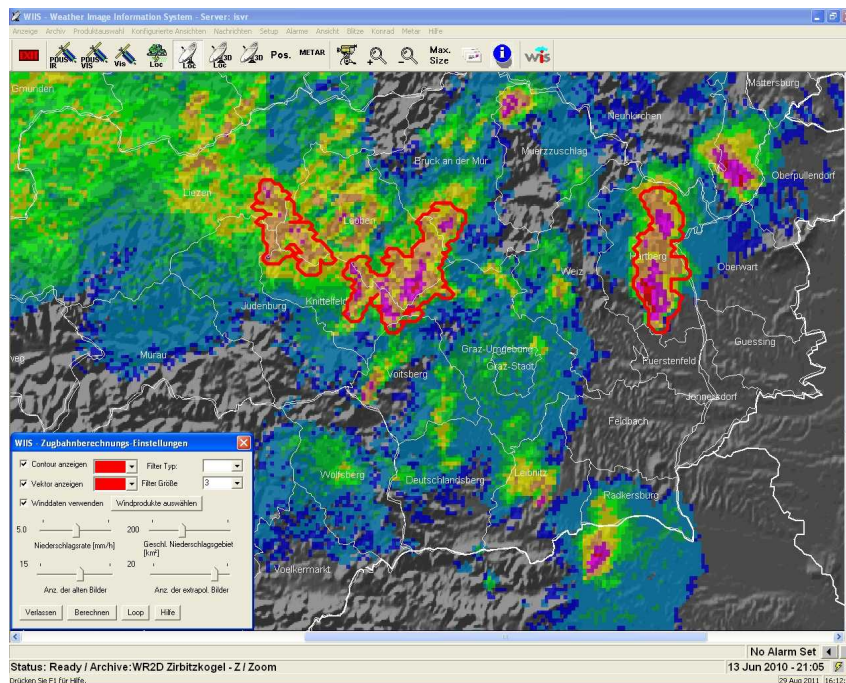 WIIS - Weather Image Information System - Server: isvr
Anzeige Archiv Produktauswahl Konfigurierte Ansichten Nachrichten Setup Alarme Ansicht Blitze Konrad Metar Hilfe
EXIT PDUS IR PDUS VIS Vis Loc Loc 3D Loc 3D Pos. METAR Max. Size wis
Gmunden
Mattersburg
Neunkirchen
Muerzzuschlag
Bruck an der Mur
Oberpullendorf
Liezen
Leoben
Hartberg
Oberwart
Weiz
Judenburg
Knittelfeld
Murau
Guessing
Graz-Umgebung
Graz-Stadt
Fuerstenfeld
Voitsberg
Jennersdorf
Feldbach
Wolfsberg
Deutschlandsberg
Leibnitz
Radkersburg
Voelkermarkt
WIIS - Zugbahnberechnungs-Einstellungen
Contour anzeigen Filter Typ:
Vektor anzeigen Filter Größe 3
Winddaten verwenden Windprodukte auswählen
5.0 200
Niederschlagsrate [mm/h] Geschl. Niederschlagsgebiet
[km²]
15 20
Anz. der alten Bilder Anz. der extrapol. Bilder
Verlassen Berechnen Loop Hilfe
No Alarm Set
Status: Ready / Archive:WR2D Zirbitzkogel - Z / Zoom 13 Jun 2010 - 21:05
Drücken Sie F1 für Hilfe. 29 Aug 2011 16:12: